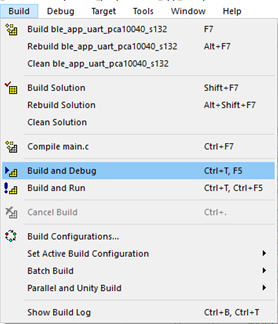 Build Debug Target Tools Window Help
Build ble_app_uart_pca10040_s132 F7
Rebuild ble_app_uart_pca10040_s132 Alt+F7
Clean ble_app_uart_pca10040_s132
Build Solution Shift+F7
Rebuild Solution Alt+Shift+F7
Clean Solution
Compile main.c Ctrl+F7
Build and Debug Ctrl+T, F5
Build and Run Ctrl+T, Ctrl+F5
Cancel Build Ctrl+.
Build Configurations...
Set Active Build Configuration
Batch Build
Parallel and Unity Build
Show Build Log Ctrl+B, Ctrl+T